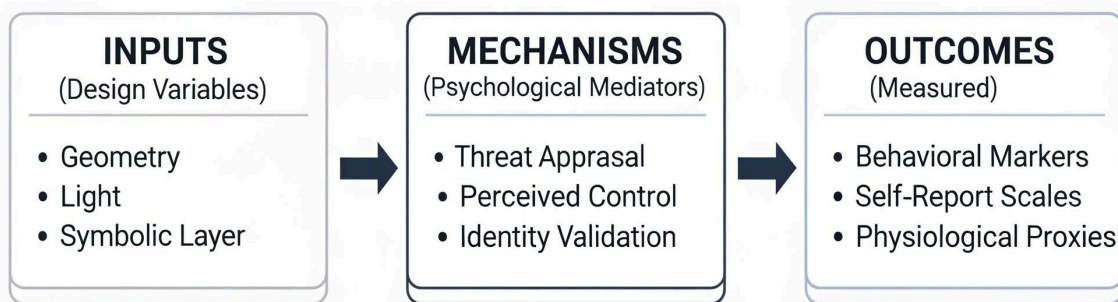 INPUTS
(Design Variables)
• Geometry
• Light
• Symbolic Layer
MECHANISMS
(Psychological Mediators)
• Threat Apprasal
• Perceived Control
• Identity Validation
OUTCOMES
(Measured)
• Behavioral Markers
• Self-Report Scales
• Physiological Proxies